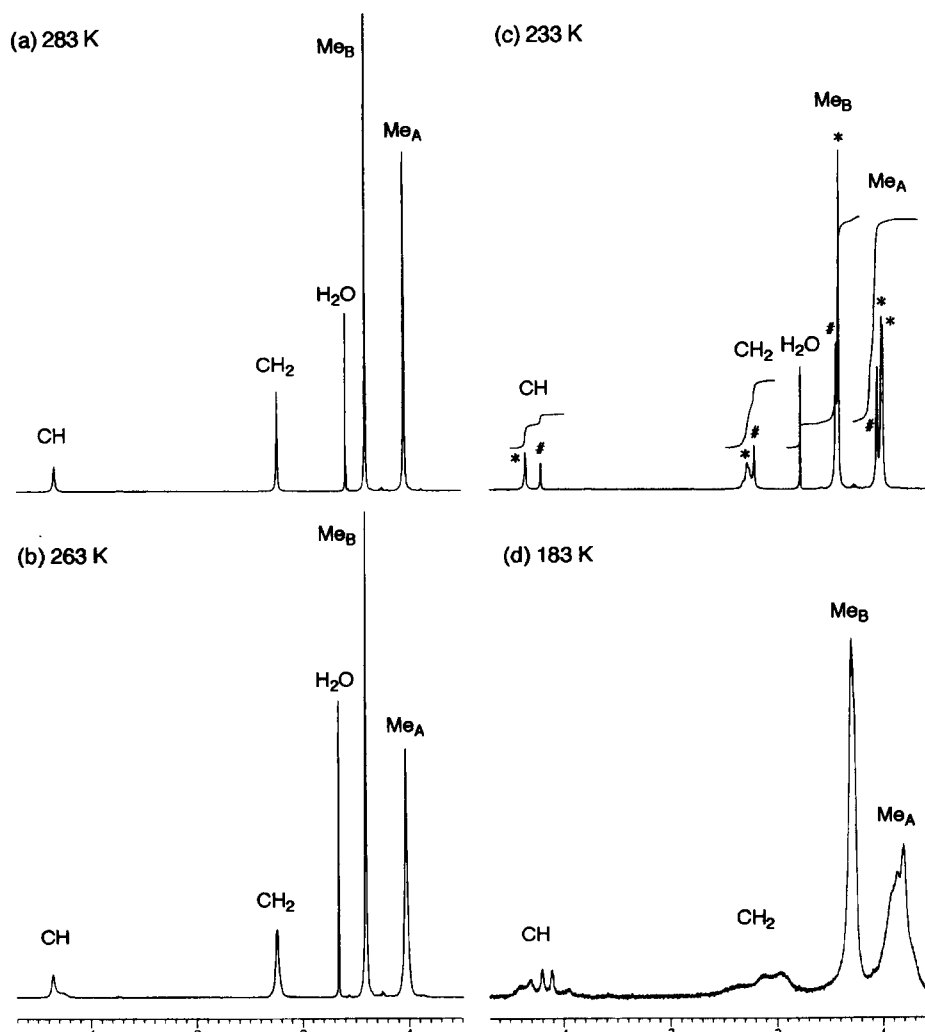 (a) 283 K
Me_B
Me_A
H₂O
CH₂
CH
(c) 233 K
Me_B
*
Me_A
*
*
#
H₂O
CH₂
#
CH
*
#
*
#
(b) 263 K
Me_B
H₂O
Me_A
CH₂
CH
(d) 183 K
Me_B
Me_A
CH₂
CH